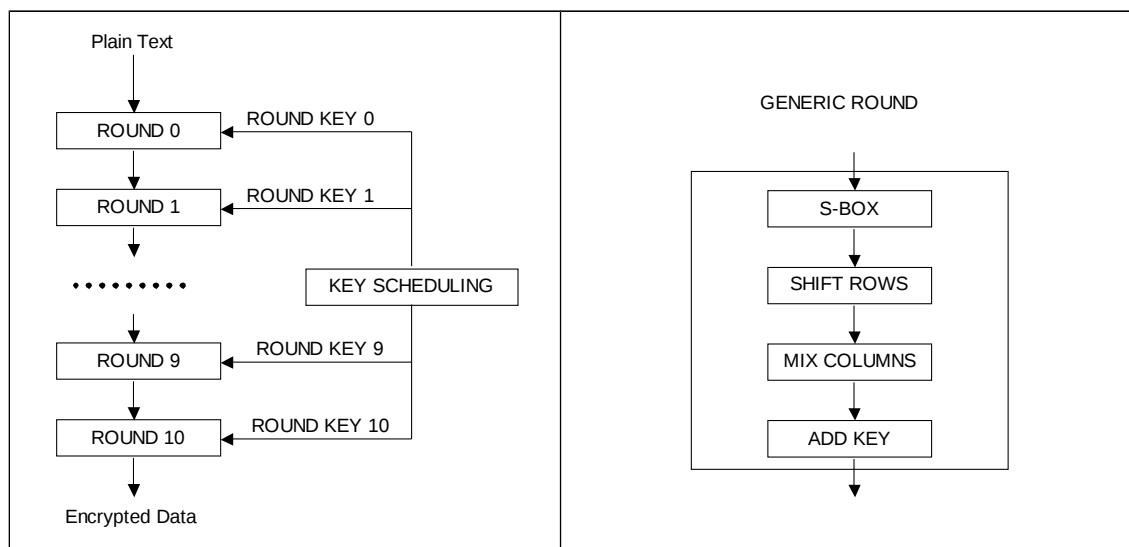 Plain Text
ROUND 0
ROUND KEY 0
ROUND 1
ROUND KEY 1
KEY SCHEDULING
ROUND 9
ROUND KEY 9
ROUND 10
ROUND KEY 10
Encrypted Data
GENERIC ROUND
S-BOX
SHIFT ROWS
MIX COLUMNS
ADD KEY